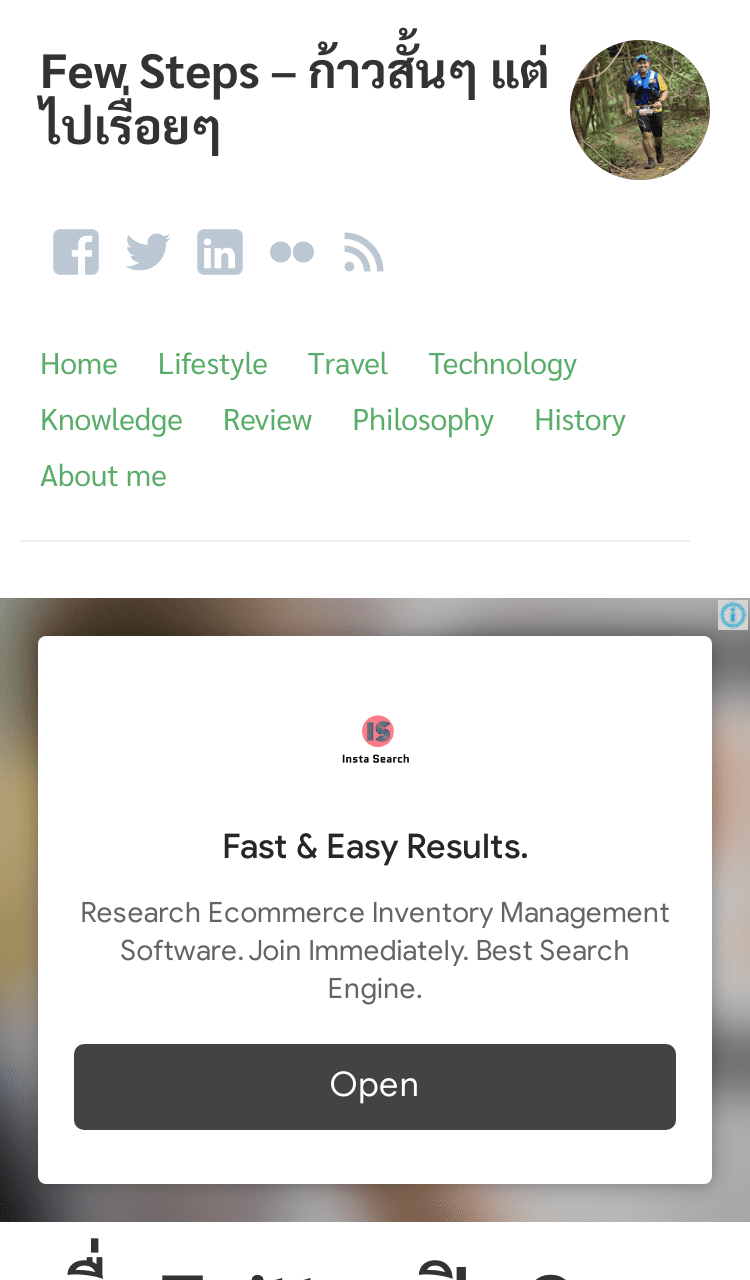 Few Steps – ก้าวสั้นๆ แต่
ไปเรื่อยๆ
Home Lifestyle Travel Technology
Knowledge Review Philosophy History
About me
IS
Insta Search
Fast & Easy Results.
Research Ecommerce Inventory Management
Software. Join Immediately. Best Search
Engine.
Open